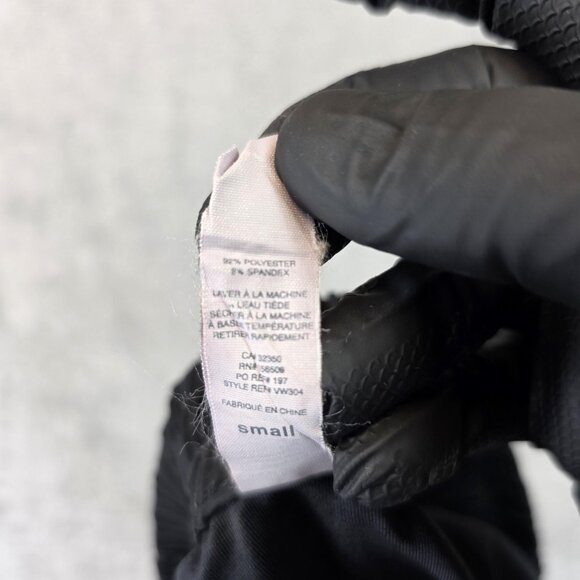 92% POLYESTER
8% SPANDEX
LAVER À LA MACHINE
À L'EAU TIÈDE
SÉCHER À LA MACHINE
À BASSE TEMPÉRATURE
RETIRER RAPIDEMENT
CA# 32350
RN# 56506
PO REF# 197
STYLE REF# VW304
FABRIQUÉ EN CHINE
small